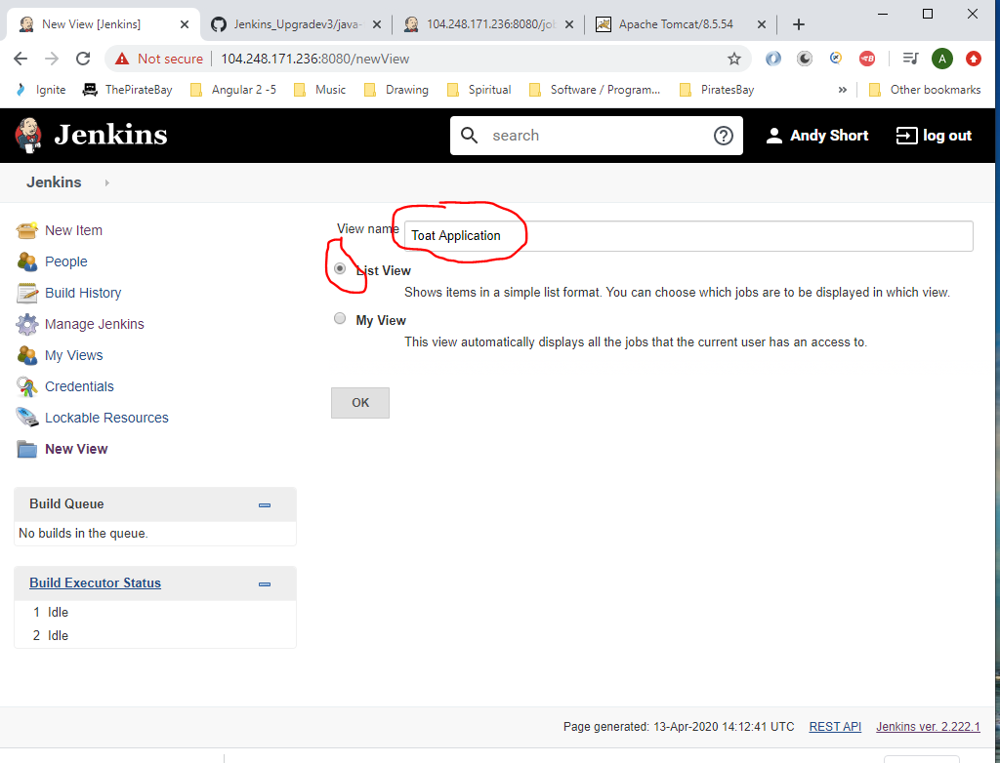 New View [Jenkins]
Jenkins_Upgradev3/java-
104.248.171.236:8080/job
Apache Tomcat/8.5.54
Not secure
104.248.171.236:8080/newView
A
Ignite
ThePirateBay
Angular 2 -5
Music
Drawing
Spiritual
Software / Program...
PiratesBay
»
Other bookmarks
Jenkins
search
Andy Short
log out
Jenkins
New Item
People
Build History
Manage Jenkins
My Views
Credentials
Lockable Resources
New View
Build Queue
No builds in the queue.
Build Executor Status
1 Idle
2 Idle
View name
Toat Application
List View
Shows items in a simple list format. You can choose which jobs are to be displayed in which view.
My View
This view automatically displays all the jobs that the current user has an access to.
OK
Page generated: 13-Apr-2020 14:12:41 UTC
REST API
Jenkins ver. 2.222.1